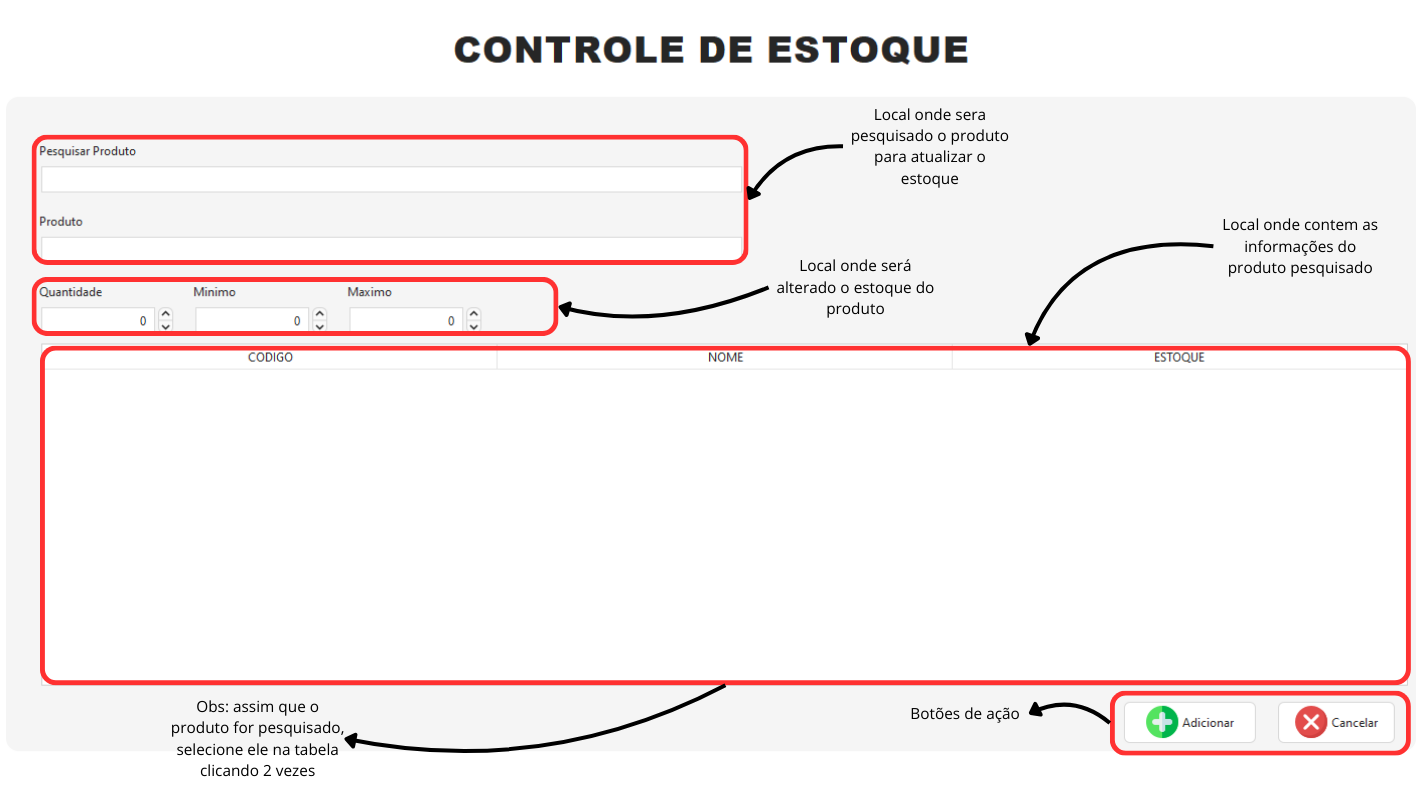 CONTROLE DE ESTOQUE
Local onde sera
pesquisado o produto
para atualizar o
estoque
Pesquisar Produto
Produto
Local onde contem as
informações do
produto pesquisado
Local onde será
alterado o estoque do
produto
Quantidade Minimo Maximo
0 0 0
CODIGO NOME ESTOQUE
Obs: assim que o
produto for pesquisado,
selecione ele na tabela
clicando 2 vezes
Botões de ação
Adicionar Cancelar